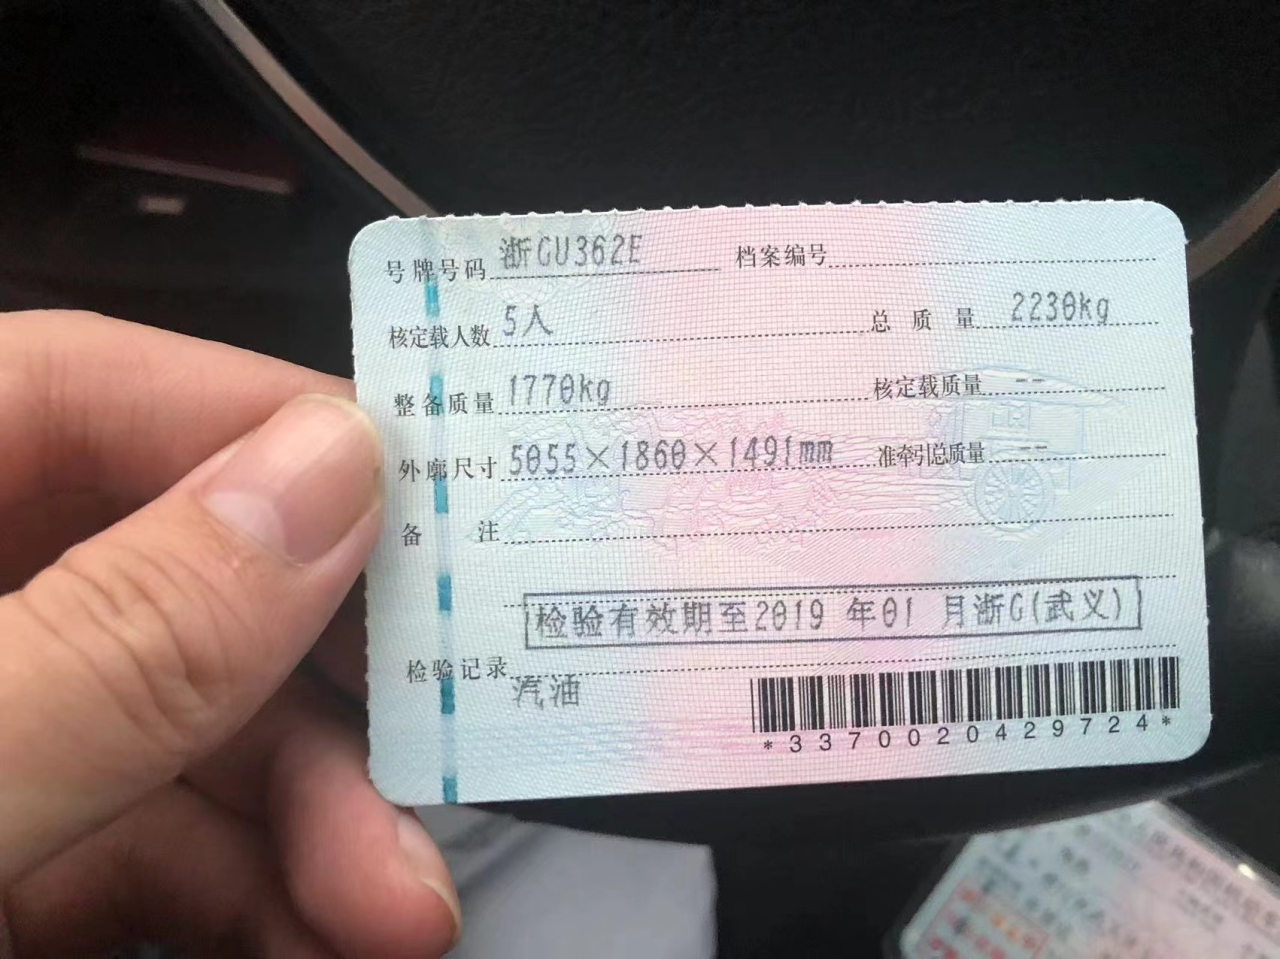 号牌号码 浙GU362E 档案编号
核定载人数 5人 总质量 2230kg
整备质量 1770kg 核定载质量 --
外廓尺寸 5055×1860×1491mm 准牵引总质量 --
备注
检验有效期至2019 年01 月浙G(武义)
检验记录
汽油
*3370020429724*